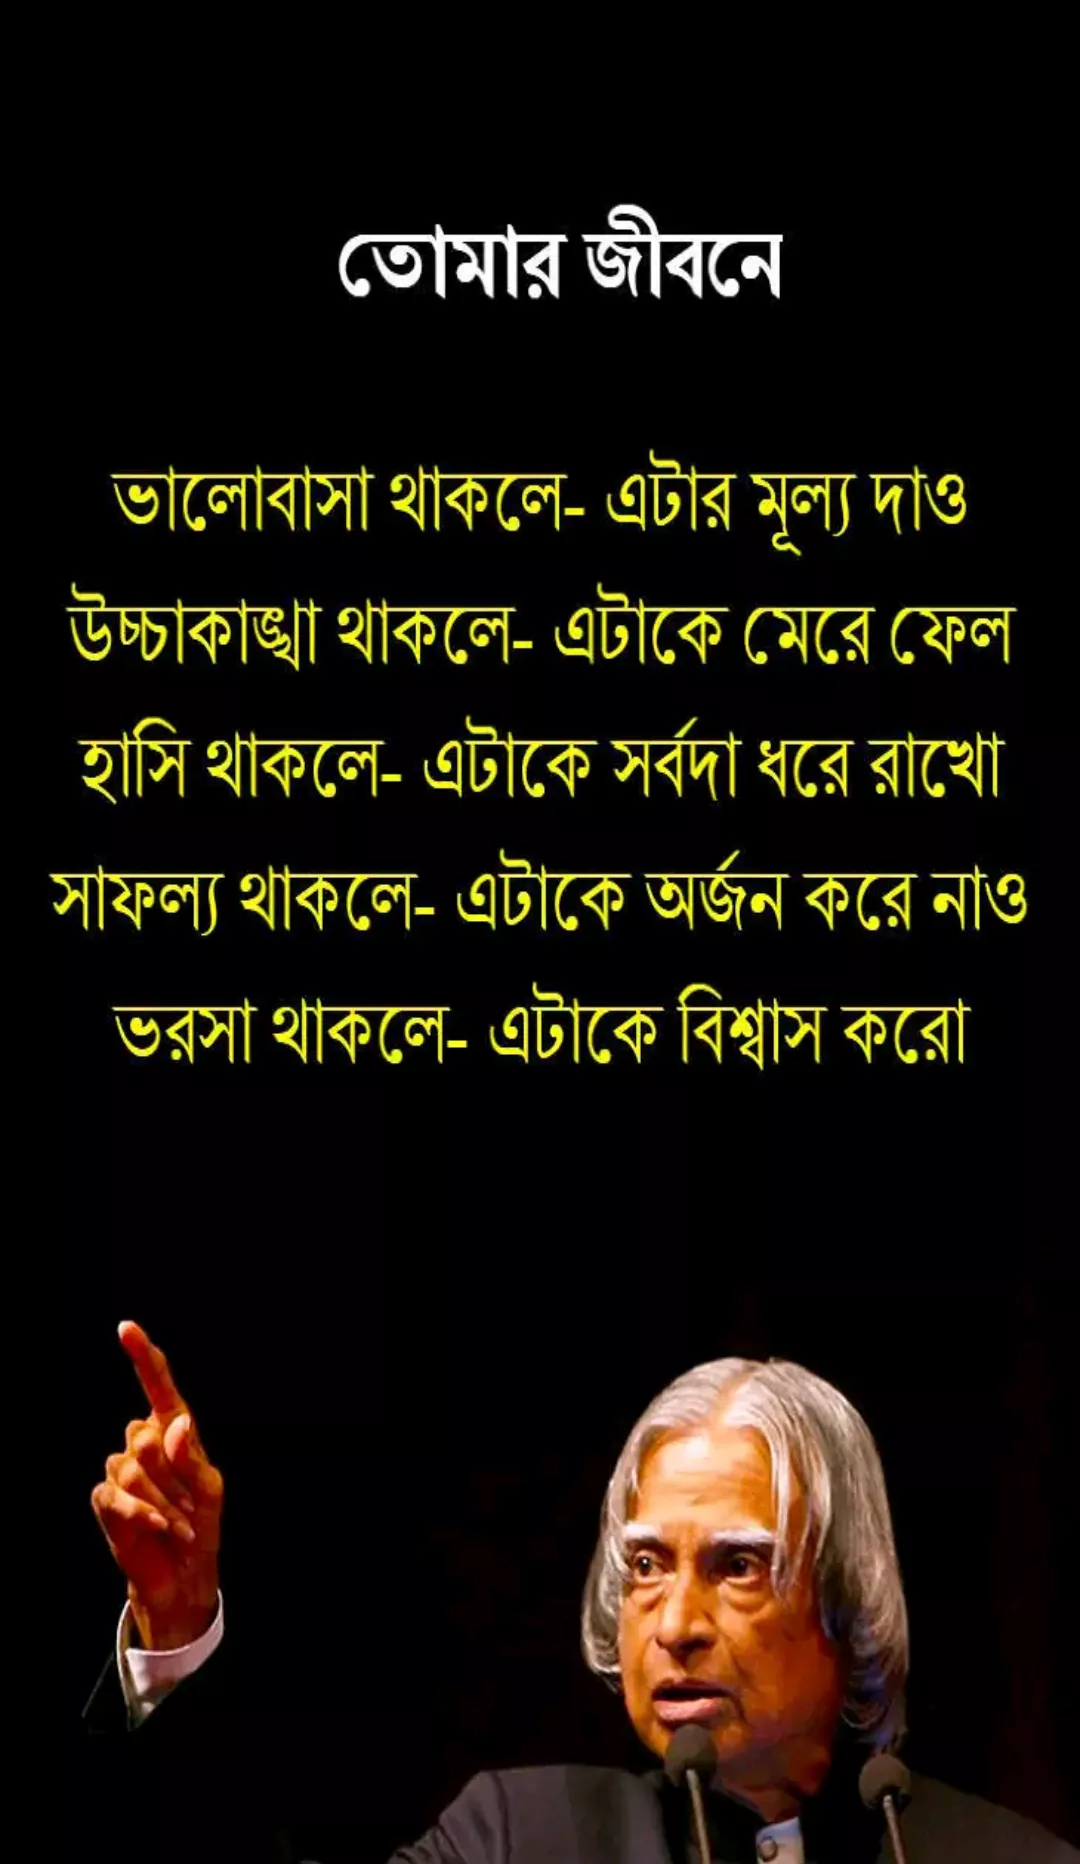 তোমার জীবনে
ভালোবাসা থাকলে- এটার মূল্য দাও
উচ্চাকাঙ্খা থাকলে- এটাকে মেরে ফেল
হাসি থাকলে- এটাকে সর্বদা ধরে রাখো
সাফল্য থাকলে- এটাকে অর্জন করে নাও
ভরসা থাকলে- এটাকে বিশ্বাস করো